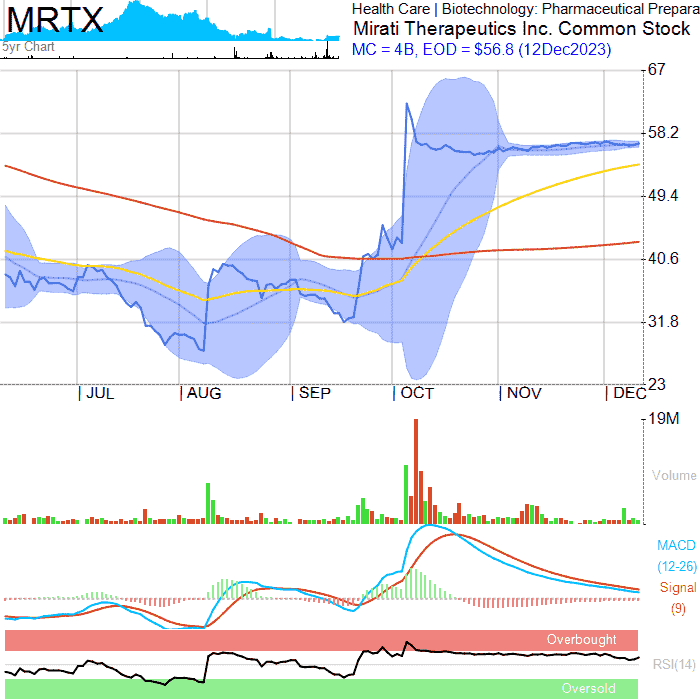 MRTX
5yr Chart
Health Care | Biotechnology: Pharmaceutical Prepara
Mirati Therapeutics Inc. Common Stock
MC = 4B, EOD = $56.8 (12Dec2023)
67
58.2
49.4
40.6
31.8
23
JUL
AUG
SEP
OCT
NOV
DEC
19M
Volume
MACD
(12-26)
Signal
(9)
Overbought
RSI(14)
Oversold